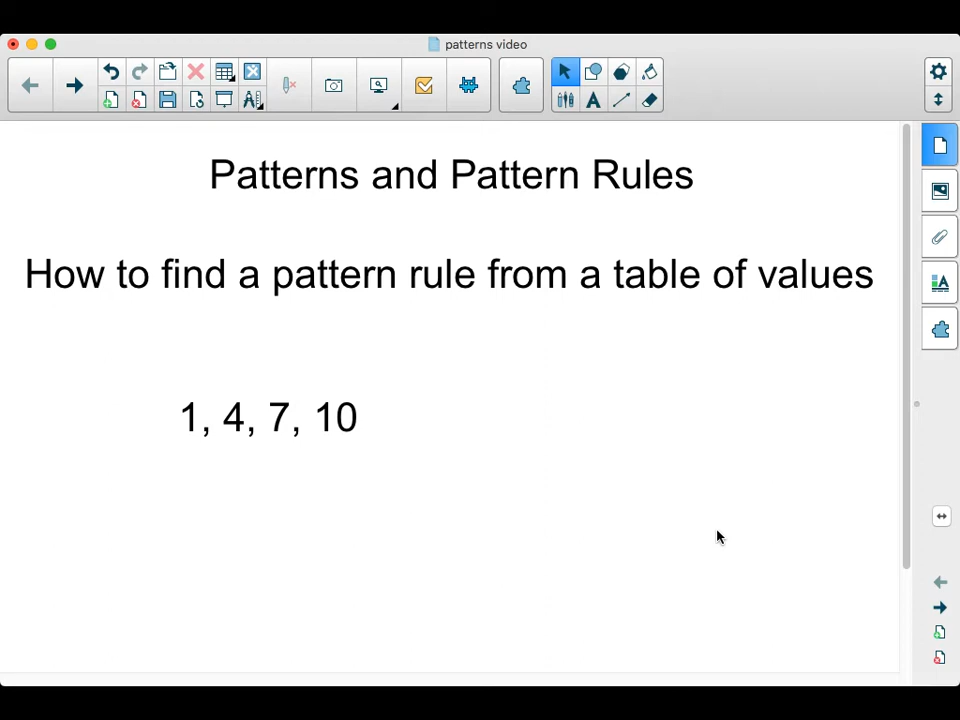 patterns video
Patterns and Pattern Rules
How to find a pattern rule from a table of values
1, 4, 7, 10